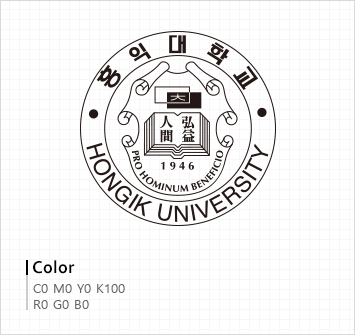 홍익대학교
大
人 弘
間 益
1946
PRO HOMINUM BENEFICIO
HONGIK UNIVERSITY
Color
C0 M0 Y0 K100
R0 G0 B0